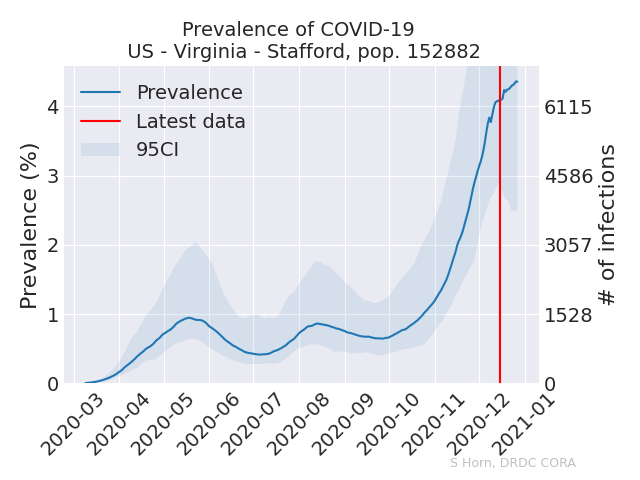 Prevalence of COVID-19
US - Virginia - Stafford, pop. 152882
Prevalence
Latest data
95CI
Prevalence (%)
4
3
2
1
0
6115
4586
3057
1528
0
# of infections
2020-03
2020-04
2020-05
2020-06
2020-07
2020-08
2020-09
2020-10
2020-11
2020-12
2021-01
S Horn, DRDC CORA